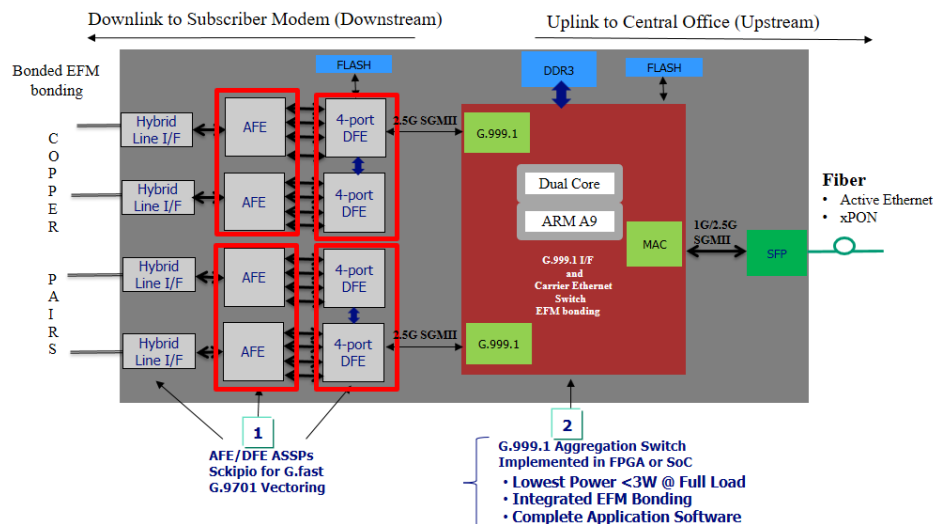 Downlink to Subscriber Modem (Downstream)
Uplink to Central Office (Upstream)
Bonded EFM
bonding
FLASH
DDR3
FLASH
C
O
P
P
E
R
P
A
I
R
S
Hybrid
Line I/F
AFE
4-port
DFE
2.5G SGMII
G.999.1
Hybrid
Line I/F
AFE
4-port
DFE
Dual Core
ARM A9
Hybrid
Line I/F
AFE
4-port
DFE
G.999.1 I/F
and
Carrier Ethernet
Switch
EFM bonding
MAC
1G/2.5G
SGMII
SFP
Fiber
• Active Ethernet
• xPON
Hybrid
Line I/F
AFE
4-port
DFE
2.5G SGMII
G.999.1
1
AFE/DFE ASSPs
Sckipio for G.fast
G.9701 Vectoring
2
G.999.1 Aggregation Switch
Implemented in FPGA or SoC
• Lowest Power <3W @ Full Load
• Integrated EFM Bonding
• Complete Application Software